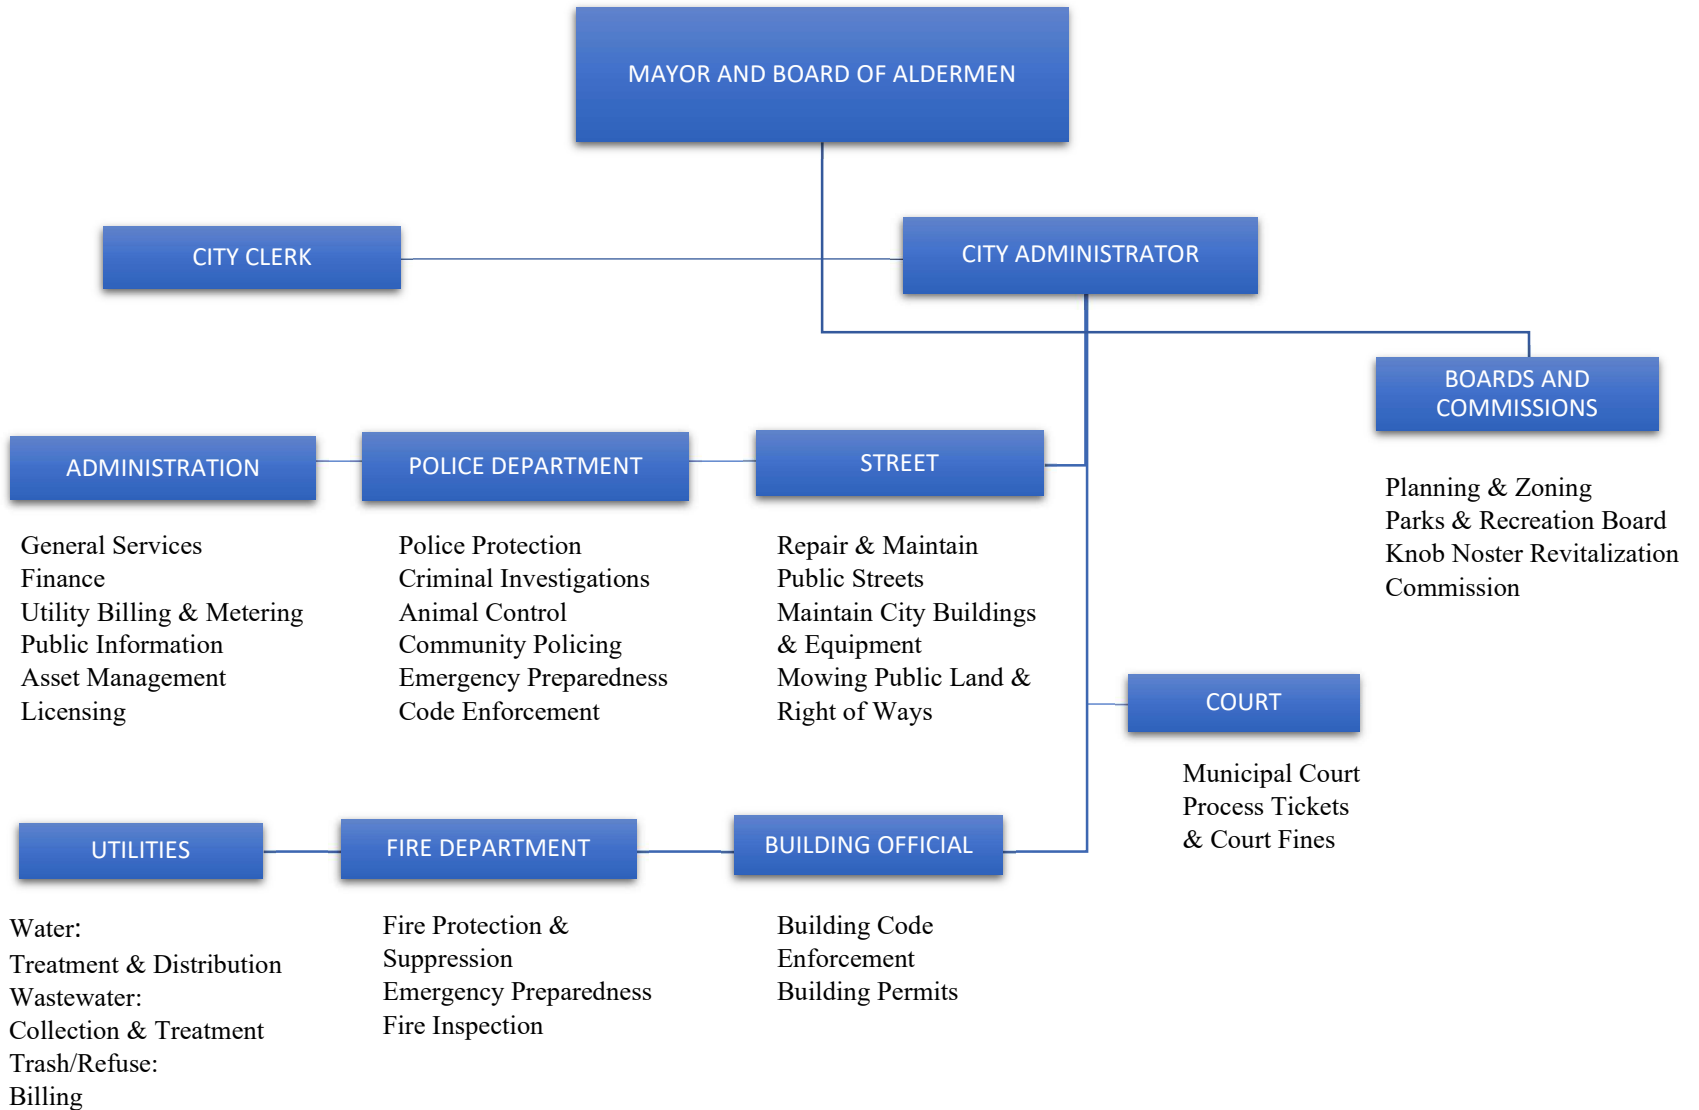 MAYOR AND BOARD OF ALDERMEN
CITY CLERK
CITY ADMINISTRATOR
BOARDS AND
COMMISSIONS
Planning & Zoning
Parks & Recreation Board
Knob Noster Revitalization
Commission
ADMINISTRATION
General Services
Finance
Utility Billing & Metering
Public Information
Asset Management
Licensing
POLICE DEPARTMENT
Police Protection
Criminal Investigations
Animal Control
Community Policing
Emergency Preparedness
Code Enforcement
STREET
Repair & Maintain
Public Streets
Maintain City Buildings
& Equipment
Mowing Public Land &
Right of Ways
COURT
Municipal Court
Process Tickets
& Court Fines
UTILITIES
Water:
Treatment & Distribution
Wastewater:
Collection & Treatment
Trash/Refuse:
Billing
FIRE DEPARTMENT
Fire Protection &
Suppression
Emergency Preparedness
Fire Inspection
BUILDING OFFICIAL
Building Code
Enforcement
Building Permits